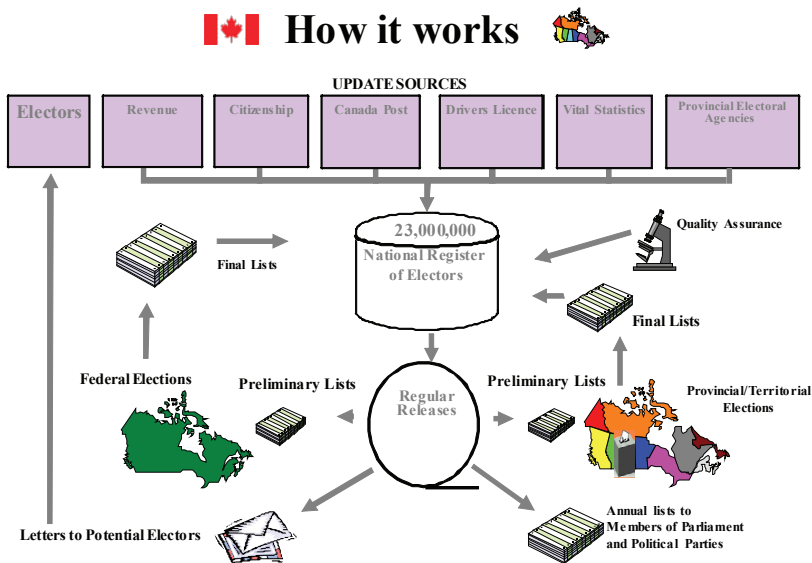 How it works
UPDATE SOURCES
Electors
Revenue
Citizenship
Canada Post
Drivers Licence
Vital Statistics
Provincial Electoral
Agencies
23,000,000
National Register
of Electors
Quality Assurance
Final Lists
Final Lists
Federal Elections
Preliminary Lists
Regular
Releases
Preliminary Lists
Provincial/Territorial
Elections
Letters to Potential Electors
Annual lists to
Members of Parliament
and Political Parties